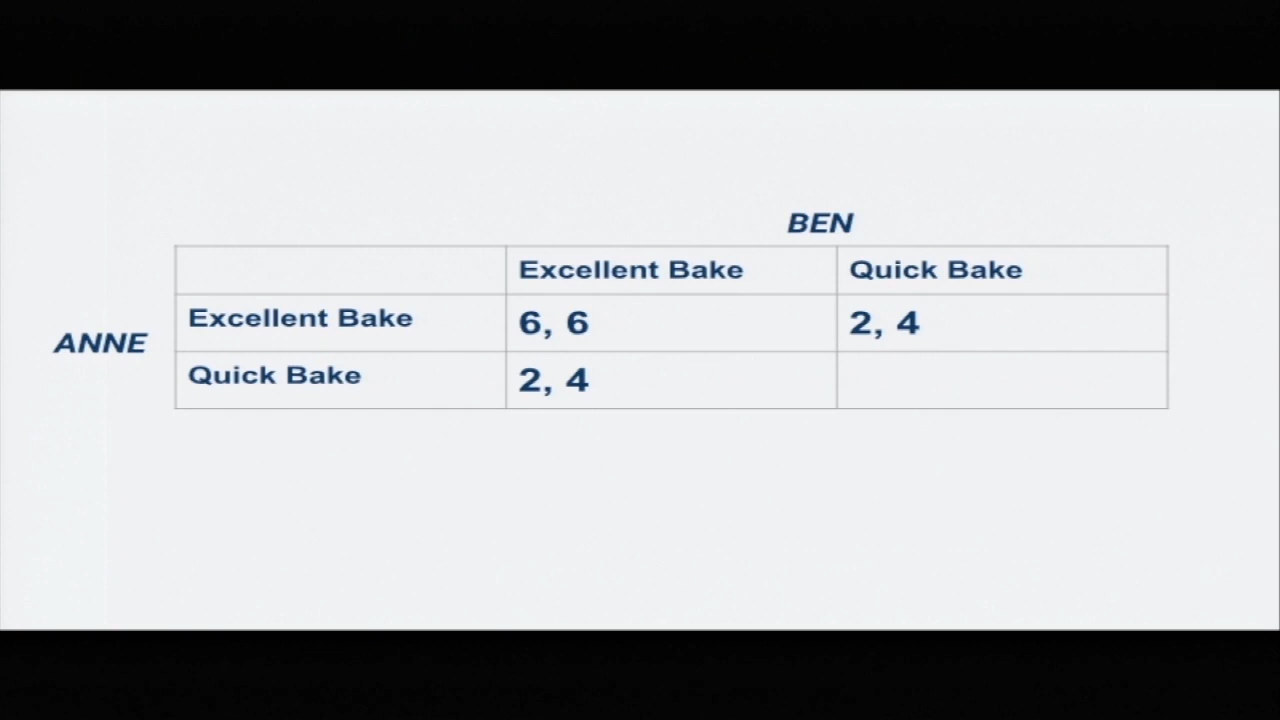 BEN
Excellent Bake Quick Bake
ANNE
Excellent Bake 6, 6 2, 4
Quick Bake 2, 4